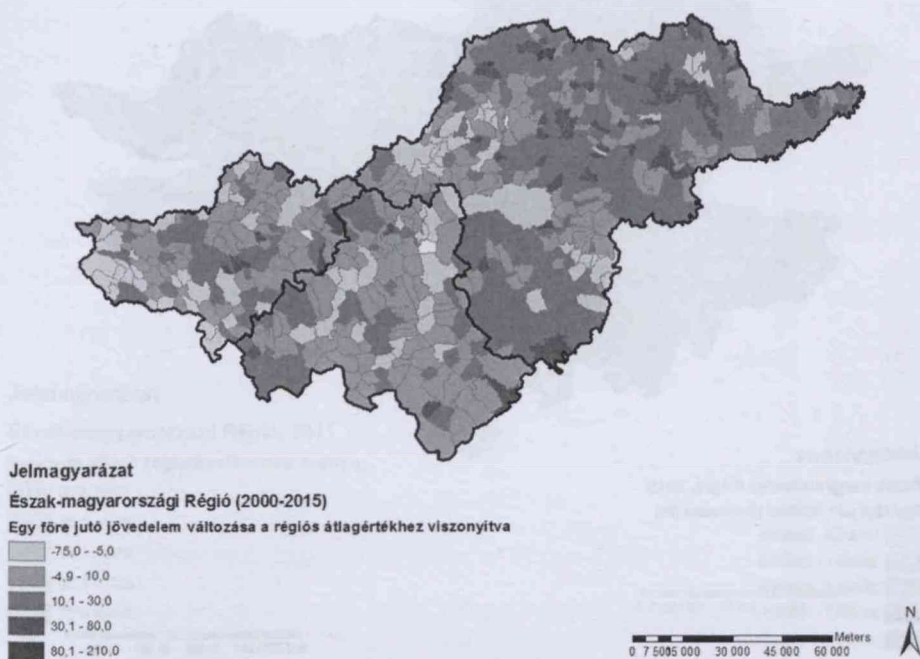 Jelmagyarázat
Észak-magyarországi Régió (2000-2015)
Egy főre jutó jövedelem változása a régiós átlagértékhez viszonyítva
-75,0 - -5,0
-4,9 - 10,0
10,1 - 30,0
30,1 - 80,0
80,1 - 210,0
N
Meters
0 7 500 15 000 30 000 45 000 60 000